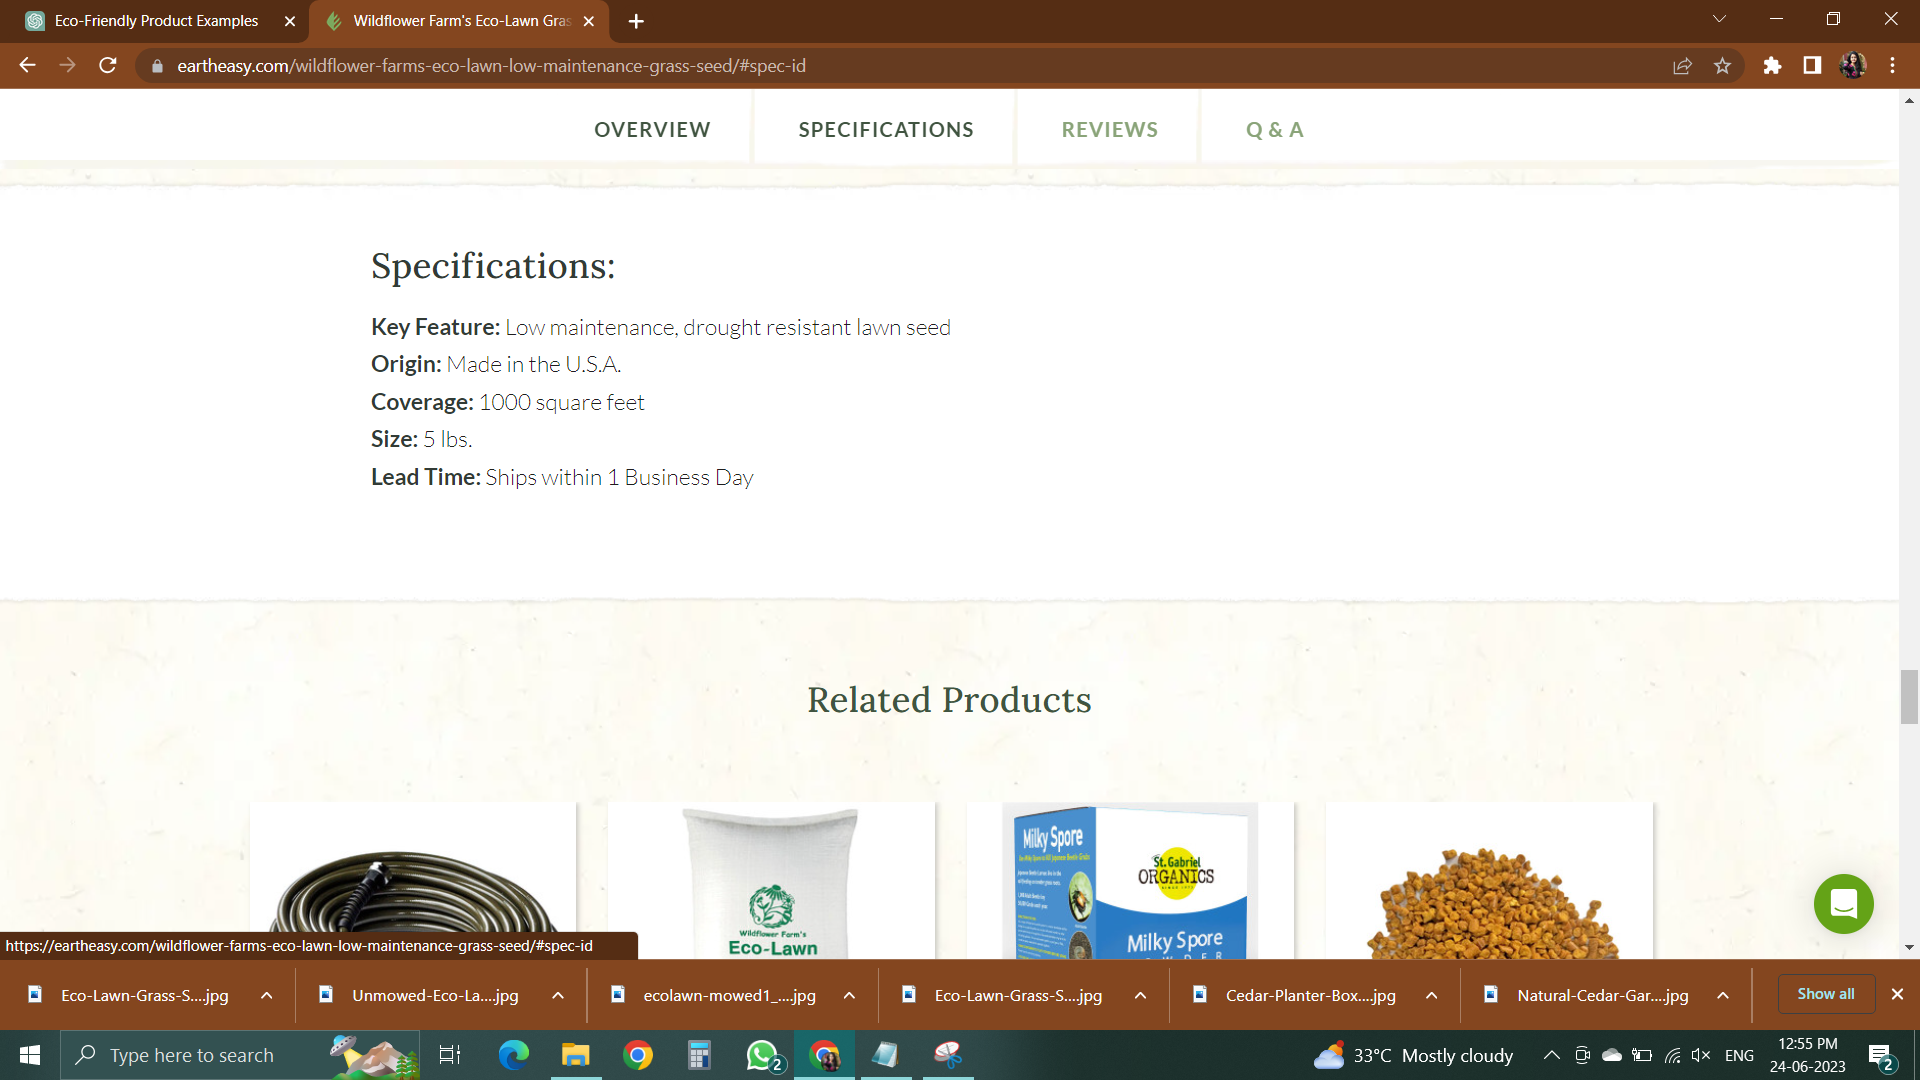 Eco-Friendly Product Examples
Wildflower Farm's Eco-Lawn Gras
eartheasy.com/wildflower-farms-eco-lawn-low-maintenance-grass-seed/#spec-id
OVERVIEW
SPECIFICATIONS
REVIEWS
Q & A
Specifications:
Key Feature: Low maintenance, drought resistant lawn seed
Origin: Made in the U.S.A.
Coverage: 1000 square feet
Size: 5 lbs.
Lead Time: Ships within 1 Business Day
Related Products
Wildflower Farm's
Eco-Lawn
Milky Spore
St. Gabriel
ORGANICS
Milky Spore
https://eartheasy.com/wildflower-farms-eco-lawn-low-maintenance-grass-seed/#spec-id
Eco-Lawn-Grass-S....jpg
Unmowed-Eco-La....jpg
ecolawn-mowed1_....jpg
Eco-Lawn-Grass-S....jpg
Cedar-Planter-Box....jpg
Natural-Cedar-Gar....jpg
Show all
Type here to search
2
33°C Mostly cloudy
ENG
12:55 PM
24-06-2023
2